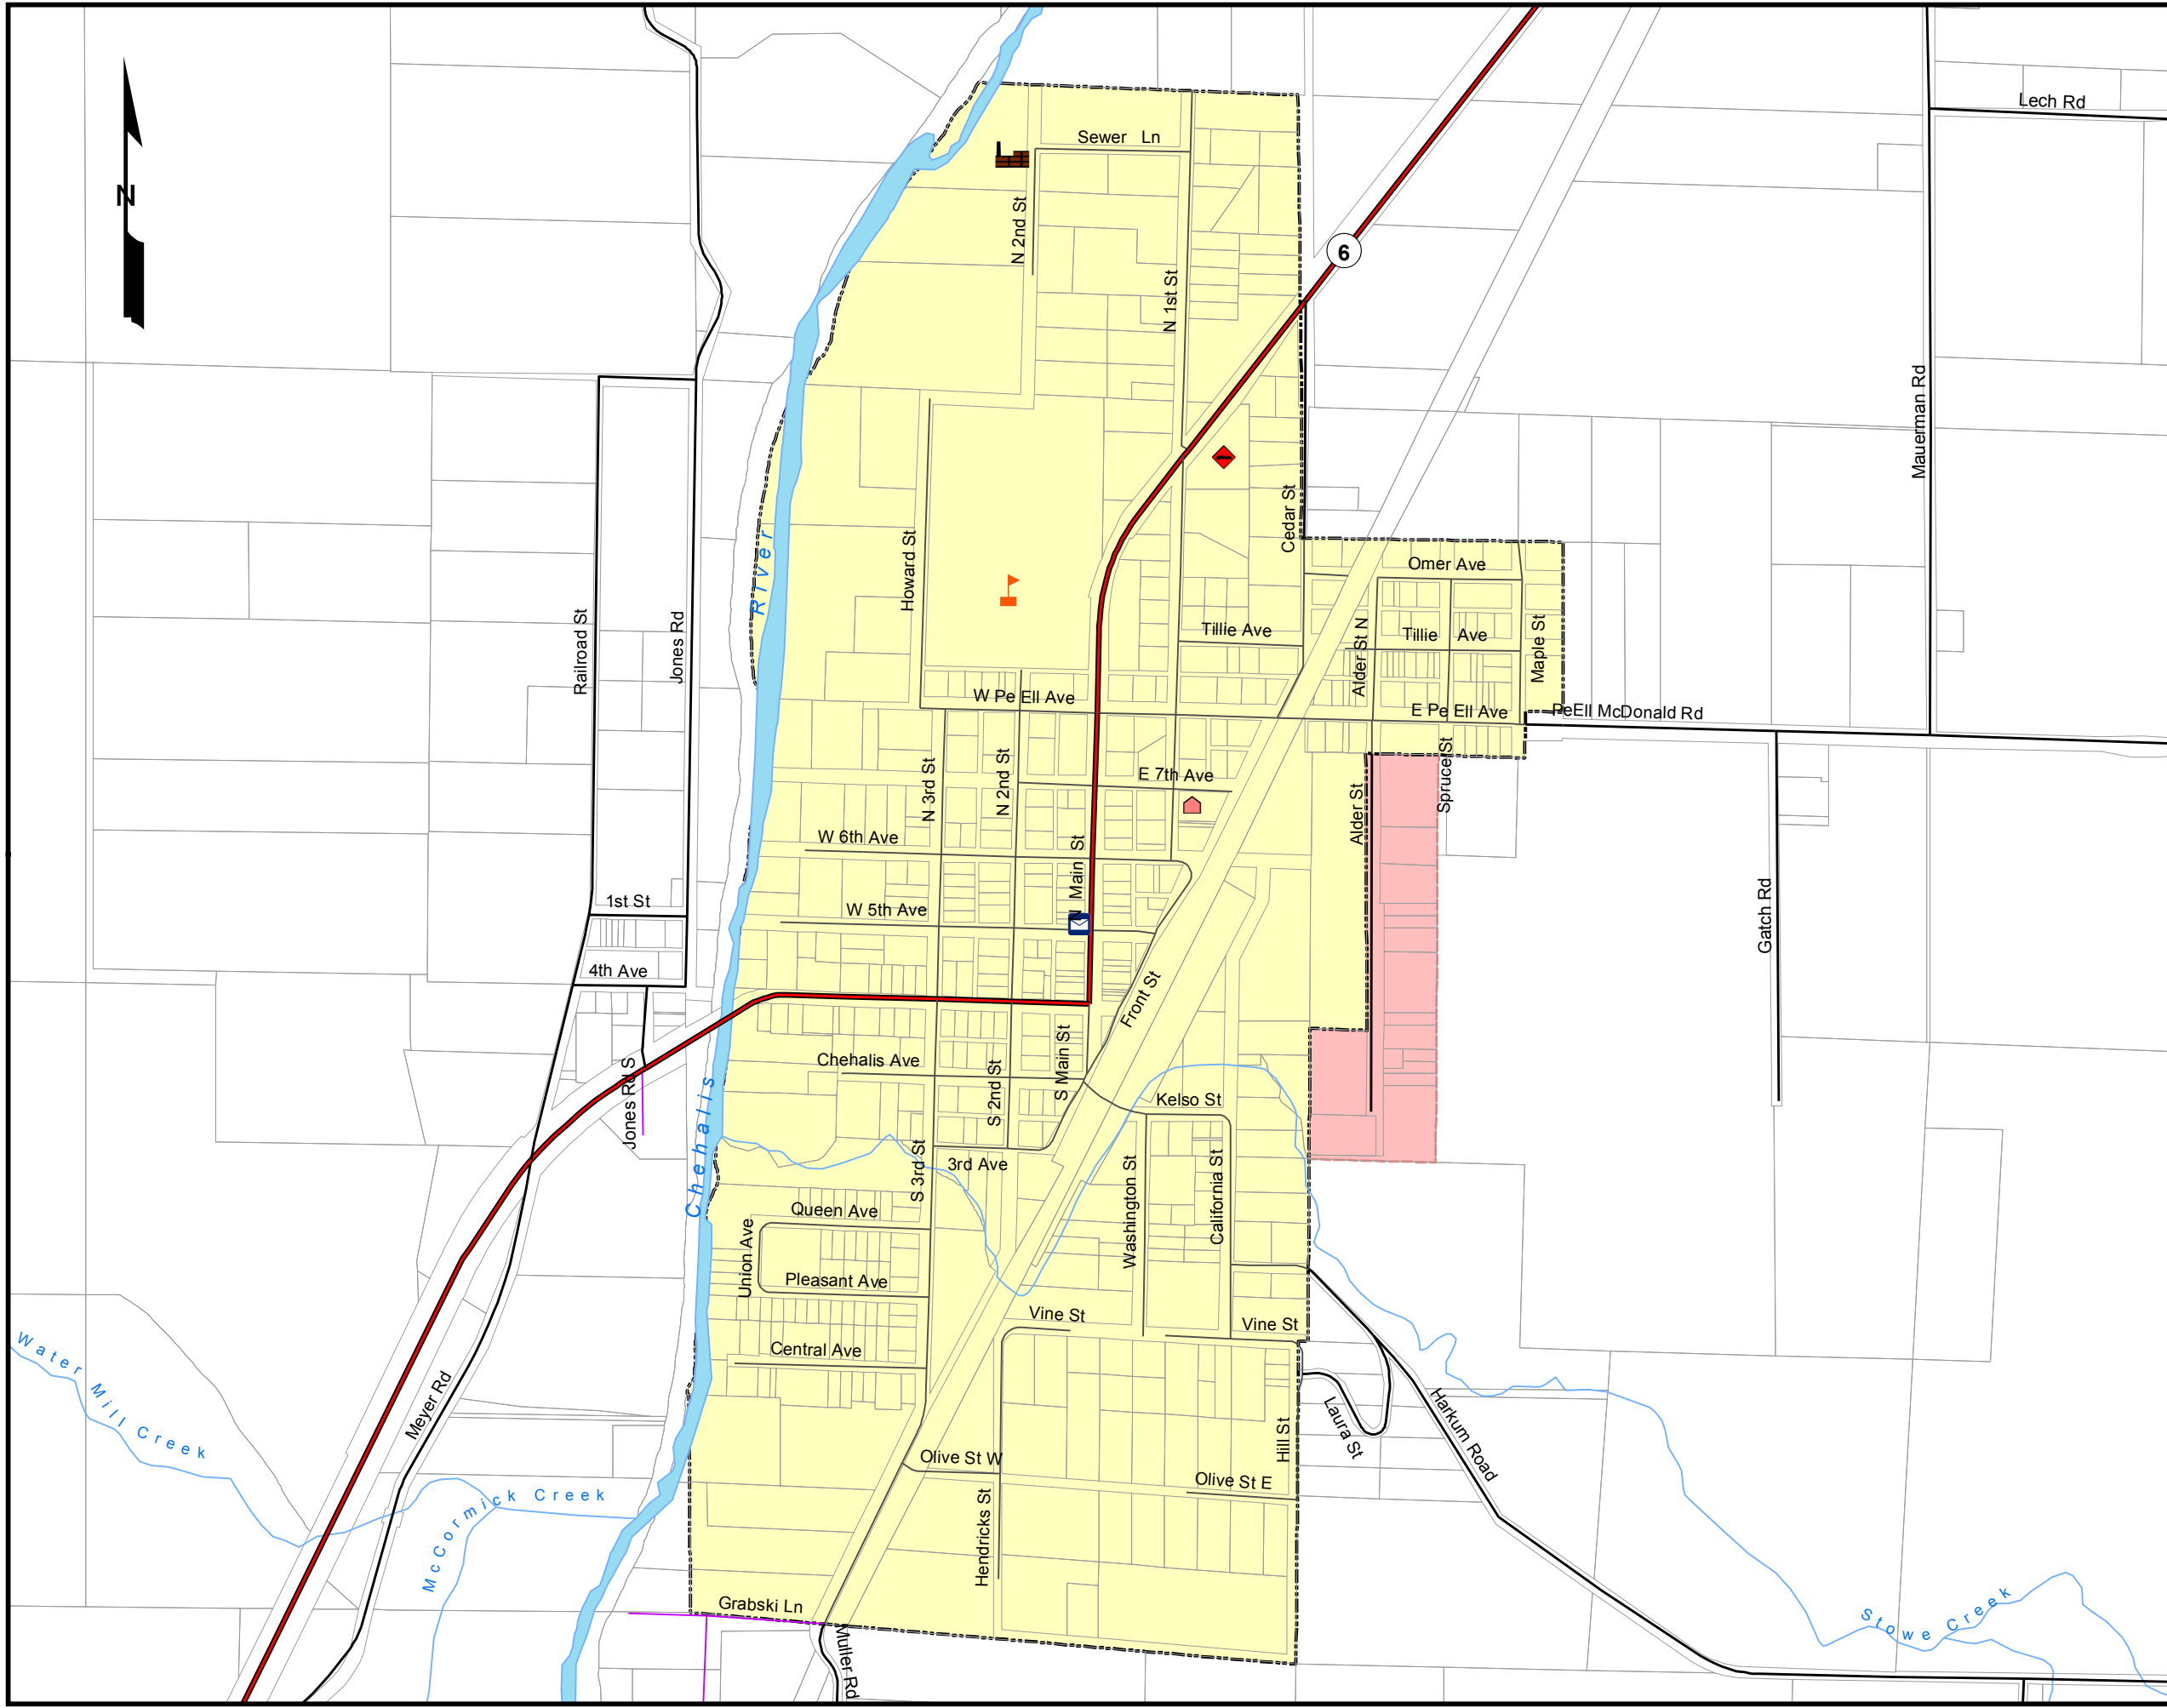 Lech Rd
Sewer Ln
N
N 2nd St
6
N 1st St
Mauerman Rd
Cedar St
River
Howard St
Omer Ave
Railroad St
Jones Rd
Tillie Ave
Alder St N
Tillie Ave
Maple St
W Pe Ell Ave
E Pe Ell Ave
PeEll McDonald Rd
N 3rd St
N 2nd St
E 7th Ave
Spruce St
Alder St
W 6th Ave
N Main St
1st St
W 5th Ave
Gatch Rd
4th Ave
Front St
Chehalis Ave
S Main St
S 2nd St
Jones Rd S
Kelso St
Chehalis
3rd Ave
S 3rd St
Washington St
California St
Queen Ave
Union Ave
Pleasant Ave
Vine St
Vine St
Central Ave
Water Mill Creek
Meyer Rd
Laura St
Harkum Road
Hill St
Olive St W
Olive St E
McCormick Creek
Hendricks St
Grabski Ln
Muller Rd
Stowe Creek